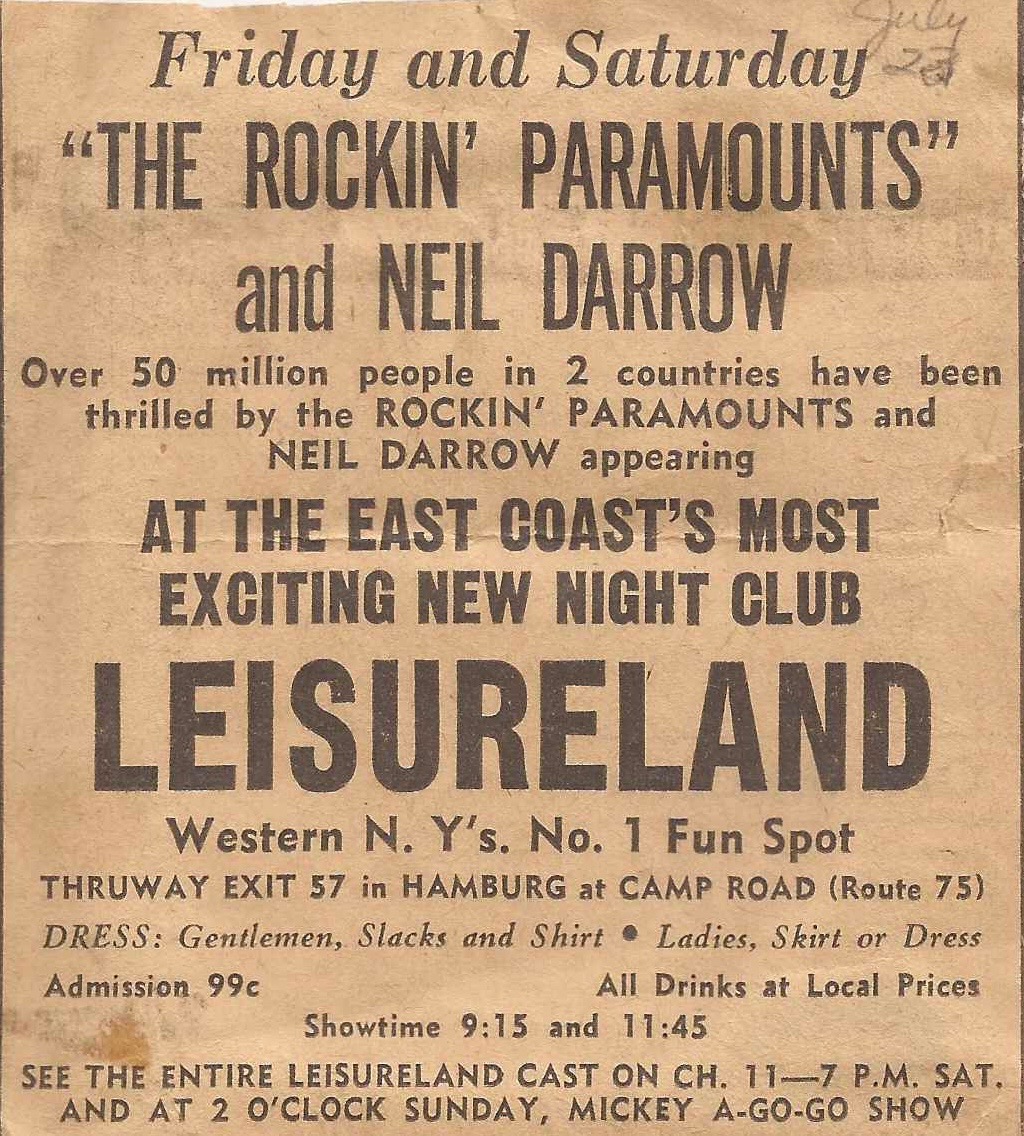 July
Friday and Saturday
"THE ROCKIN' PARAMOUNTS"
and NEIL DARROW
Over 50 million people in 2 countries have been
thrilled by the ROCKIN' PARAMOUNTS and
NEIL DARROW appearing
AT THE EAST COAST'S MOST
EXCITING NEW NIGHT CLUB
LEISURELAND
Western N. Y's. No. 1 Fun Spot
THRUWAY EXIT 57 in HAMBURG at CAMP ROAD (Route 75)
DRESS: Gentlemen, Slacks and Shirt • Ladies, Skirt or Dress
Admission 99c All Drinks at Local Prices
Showtime 9:15 and 11:45
SEE THE ENTIRE LEISURELAND CAST ON CH. 11—7 P.M. SAT.
AND AT 2 O'CLOCK SUNDAY, MICKEY A-GO-GO SHOW